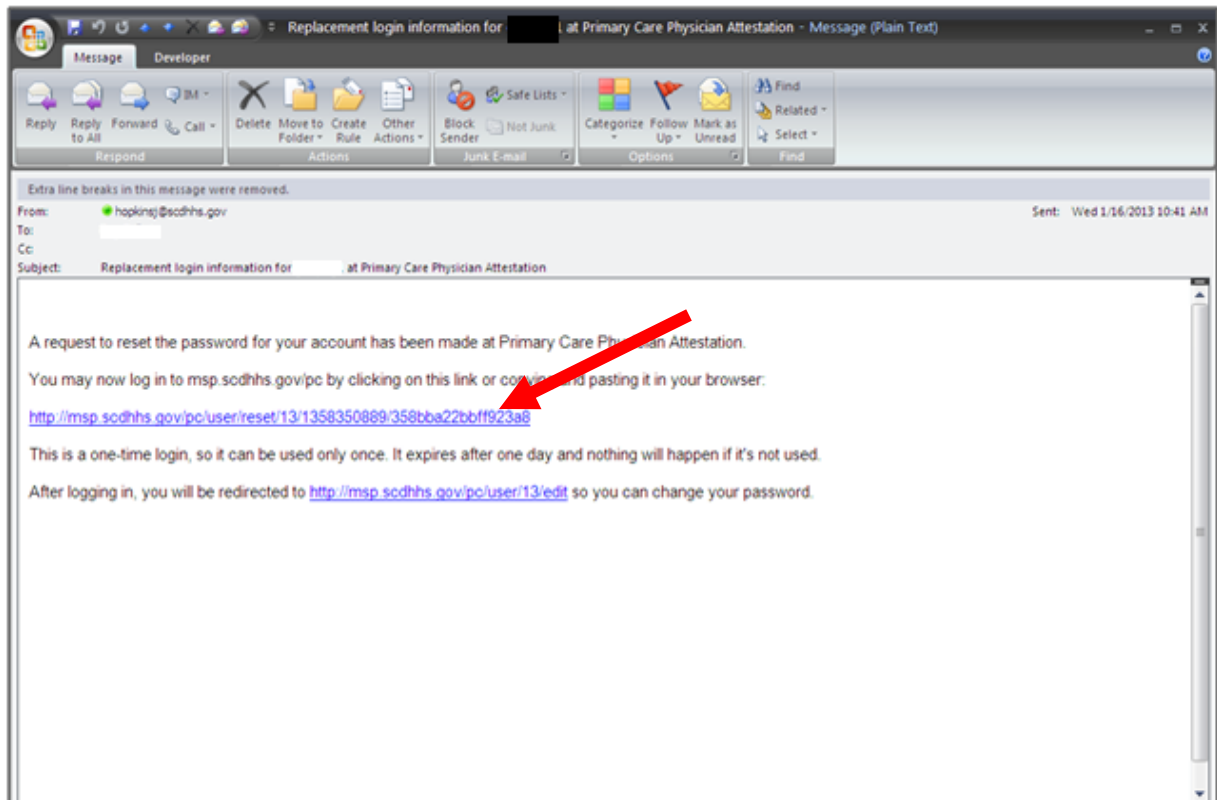 Replacement login information for at Primary Care Physician Attestation - Message (Plain Text)
Message Developer
Reply
Reply to All
Forward
IM
Call
Respond
Delete
Move to Folder
Create Rule
Other Actions
Actions
Block Sender
Safe Lists
Not Junk
Junk E-mail
Categorize
Follow Up
Mark as Unread
Options
Find
Related
Select
Find
Extra line breaks in this message were removed.
From: hopkinsj@scdhhs.gov Sent: Wed 1/16/2013 10:41 AM
To:
Cc:
Subject: Replacement login information for at Primary Care Physician Attestation
A request to reset the password for your account has been made at Primary Care Physician Attestation.
You may now log in to msp.scdhhs.gov/pc by clicking on this link or copying and pasting it in your browser:
http://msp.scdhhs.gov/pc/user/reset/13/1358350889/358bba22bbff923a8
This is a one-time login, so it can be used only once. It expires after one day and nothing will happen if it's not used.
After logging in, you will be redirected to http://msp.scdhhs.gov/pc/user/13/edit so you can change your password.